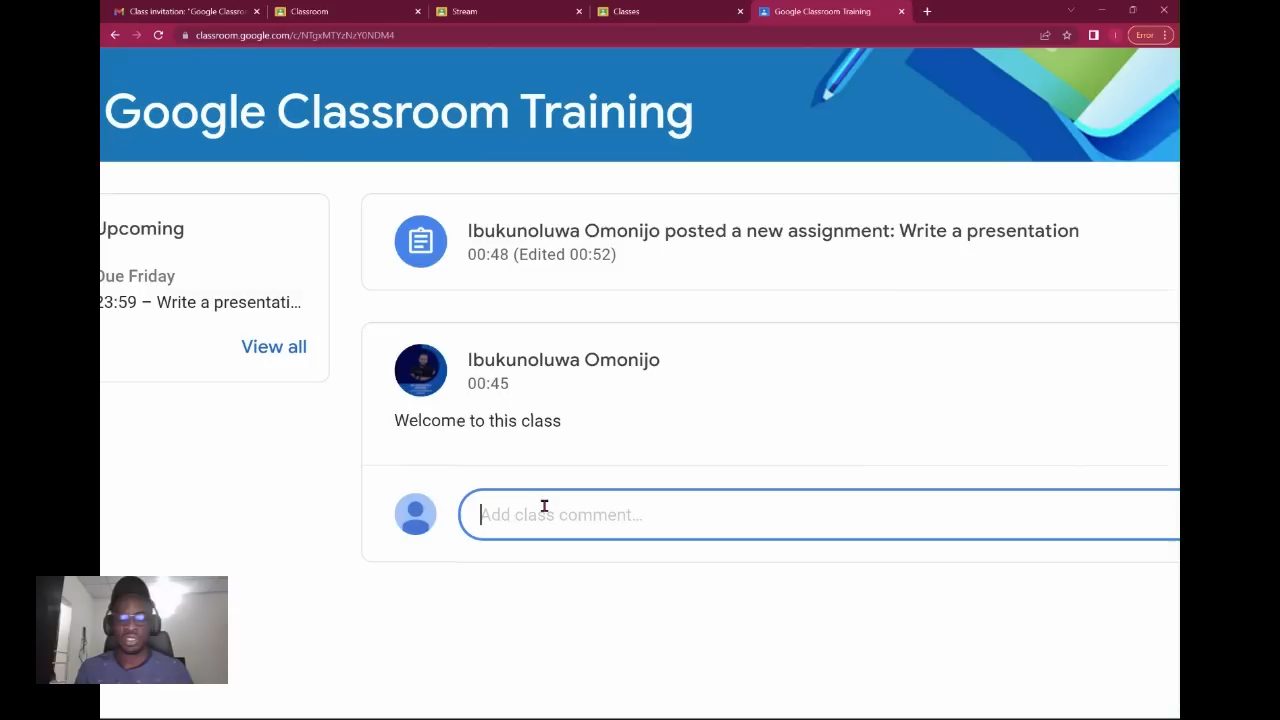 Class invitation: "Google Classro
Classroom
Stream
Classes
Google Classroom Training
classroom.google.com/c/NTgxMTYzNzY0NDM4
Error
Google Classroom Training
Upcoming
Due Friday
23:59 – Write a presentati...
View all
Ibukunoluwa Omonijo posted a new assignment: Write a presentation
00:48 (Edited 00:52)
Ibukunoluwa Omonijo
00:45
Welcome to this class
Add class comment...